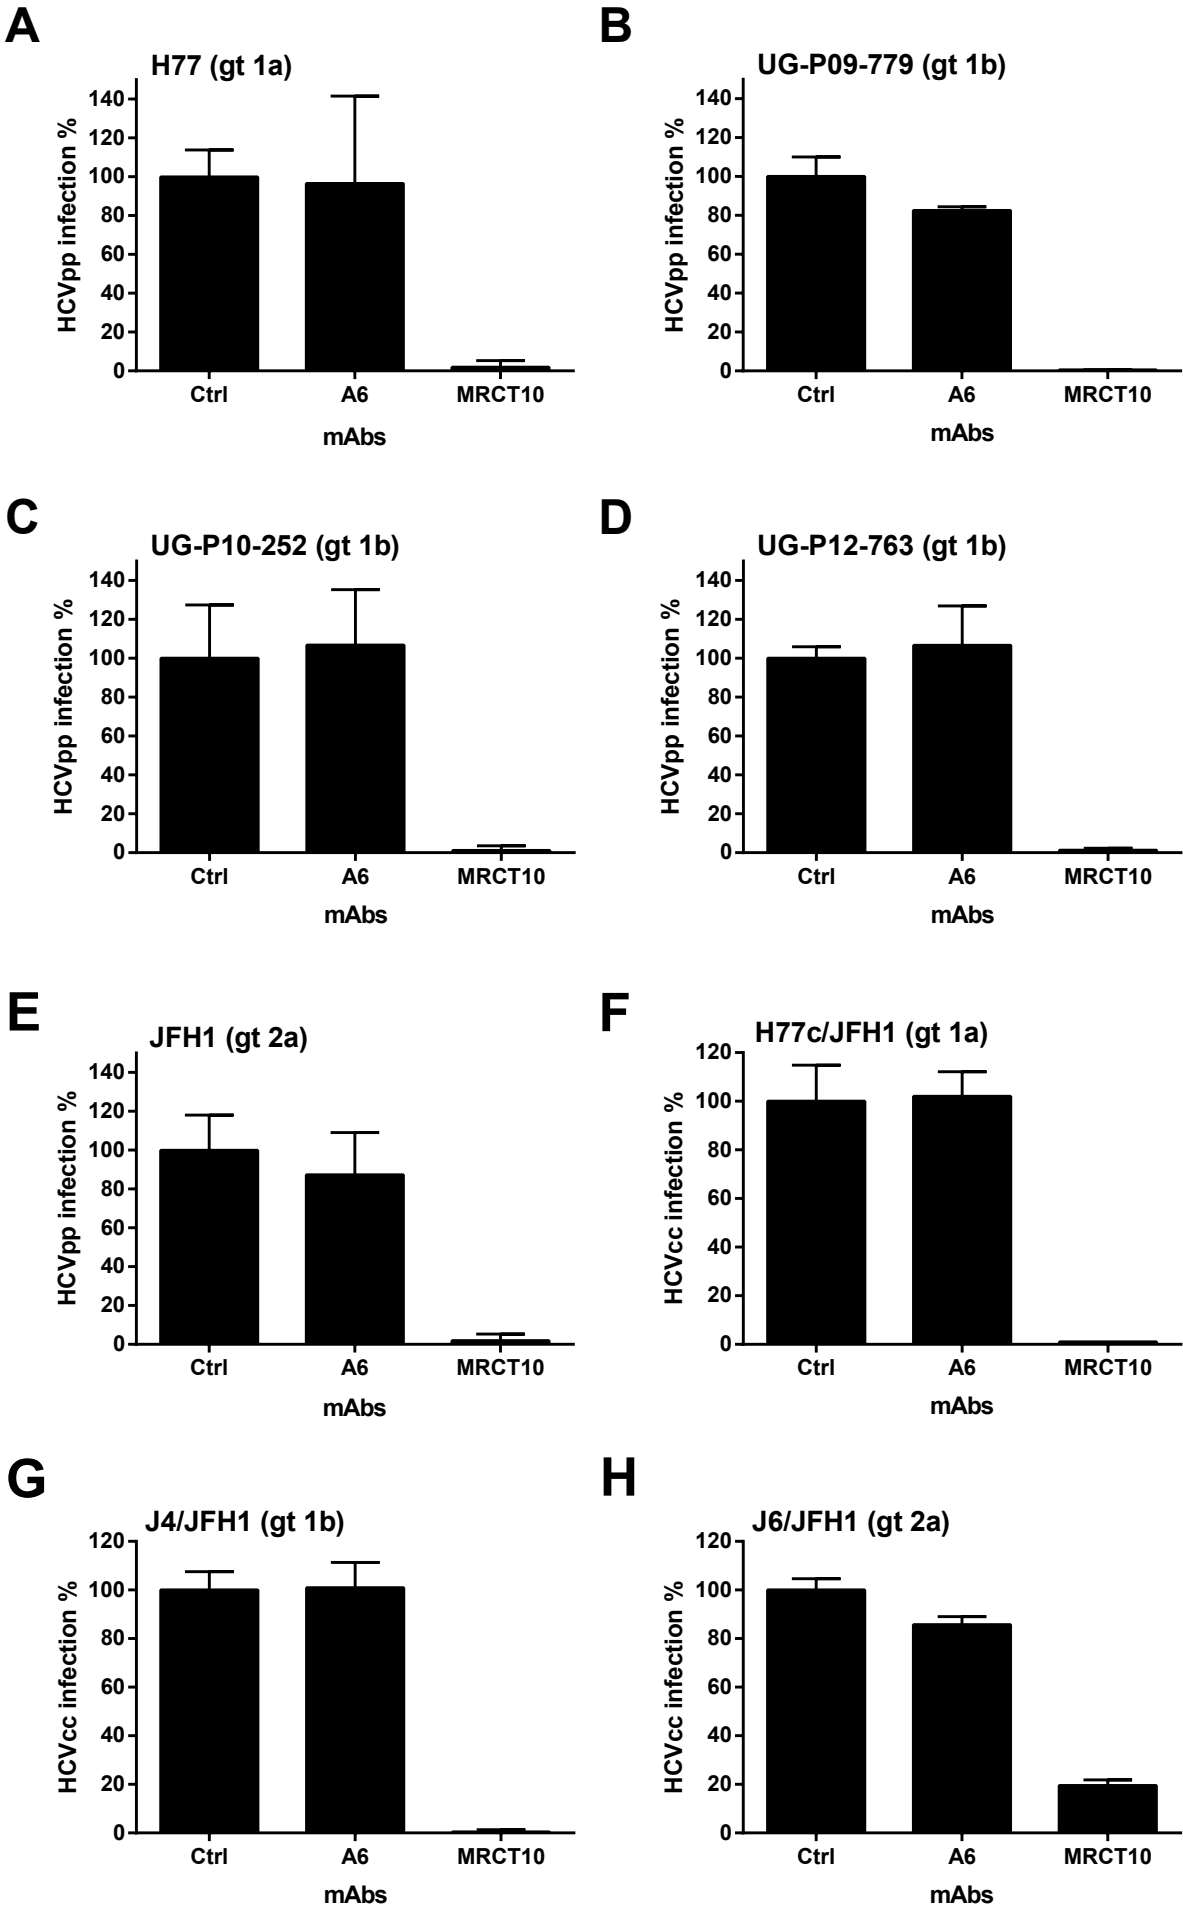 A
H77 (gt 1a)
HCVpp infection %
140
120
100
80
60
40
20
0
Ctrl A6 MRCT10
mAbs
B
UG-P09-779 (gt 1b)
HCVpp infection %
140
120
100
80
60
40
20
0
Ctrl A6 MRCT10
mAbs
C
UG-P10-252 (gt 1b)
HCVpp infection %
140
120
100
80
60
40
20
0
Ctrl A6 MRCT10
mAbs
D
UG-P12-763 (gt 1b)
HCVpp infection %
140
120
100
80
60
40
20
0
Ctrl A6 MRCT10
mAbs
E
JFH1 (gt 2a)
HCVpp infection %
140
120
100
80
60
40
20
0
Ctrl A6 MRCT10
mAbs
F
H77c/JFH1 (gt 1a)
HCVcc infection %
120
100
80
60
40
20
0
Ctrl A6 MRCT10
mAbs
G
J4/JFH1 (gt 1b)
HCVcc infection %
120
100
80
60
40
20
0
Ctrl A6 MRCT10
mAbs
H
J6/JFH1 (gt 2a)
HCVcc infection %
120
100
80
60
40
20
0
Ctrl A6 MRCT10
mAbs